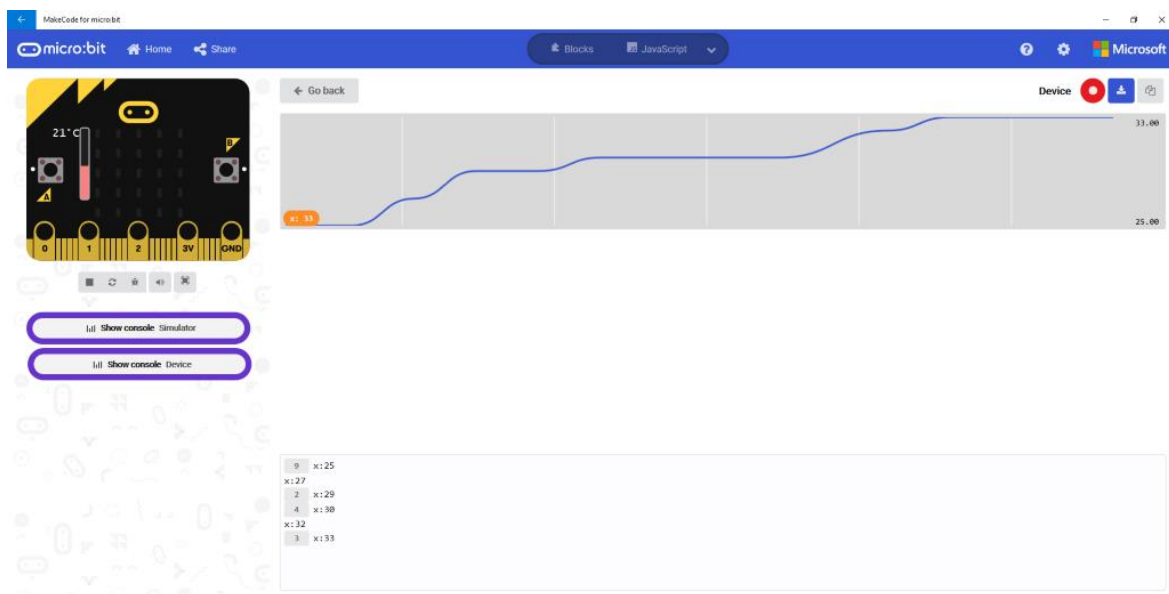 MakeCode for micro:bit
micro:bit Home Share Blocks JavaScript Microsoft
Go back Device
21°C
B
A
0 1 2 3V GND
33.00
x: 33
25.00
Show console Simulator
Show console Device
9 x:25
x:27
2 x:29
4 x:30
x:32
3 x:33